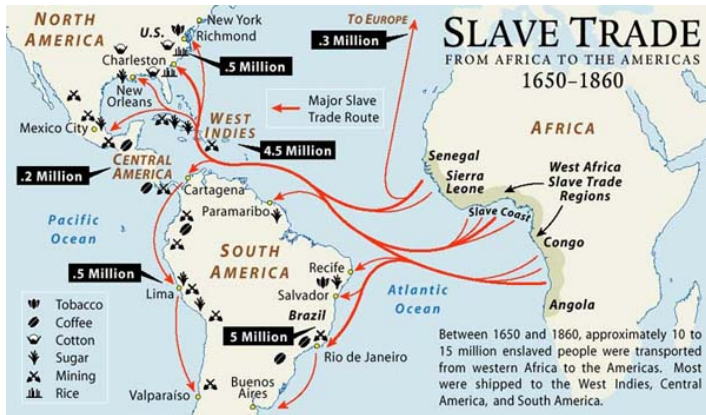 SLAVE TRADE
FROM AFRICA TO THE AMERICAS
1650-1860
NORTH
AMERICA
U.S.
New York
Richmond
Charleston
.5 Million
New
Orleans
TO EUROPE
.3 Million
Major Slave
Trade Route
WEST
INDIES
4.5 Million
Mexico City
CENTRAL
AMERICA
.2 Million
Cartagena
Paramaribo
Pacific
Ocean
SOUTH
AMERICA
.5 Million
Lima
Recife
Salvador
Brazil
5 Million
Rio de Janeiro
Valparaíso
Buenos
Aires
Atlantic
Ocean
AFRICA
Senegal
Sierra
Leone
West Africa
Slave Trade
Regions
Slave Coast
Congo
Angola
Tobacco
Coffee
Cotton
Sugar
Mining
Rice
Between 1650 and 1860, approximately 10 to
15 million enslaved people were transported
from western Africa to the Americas. Most
were shipped to the West Indies, Central
America, and South America.